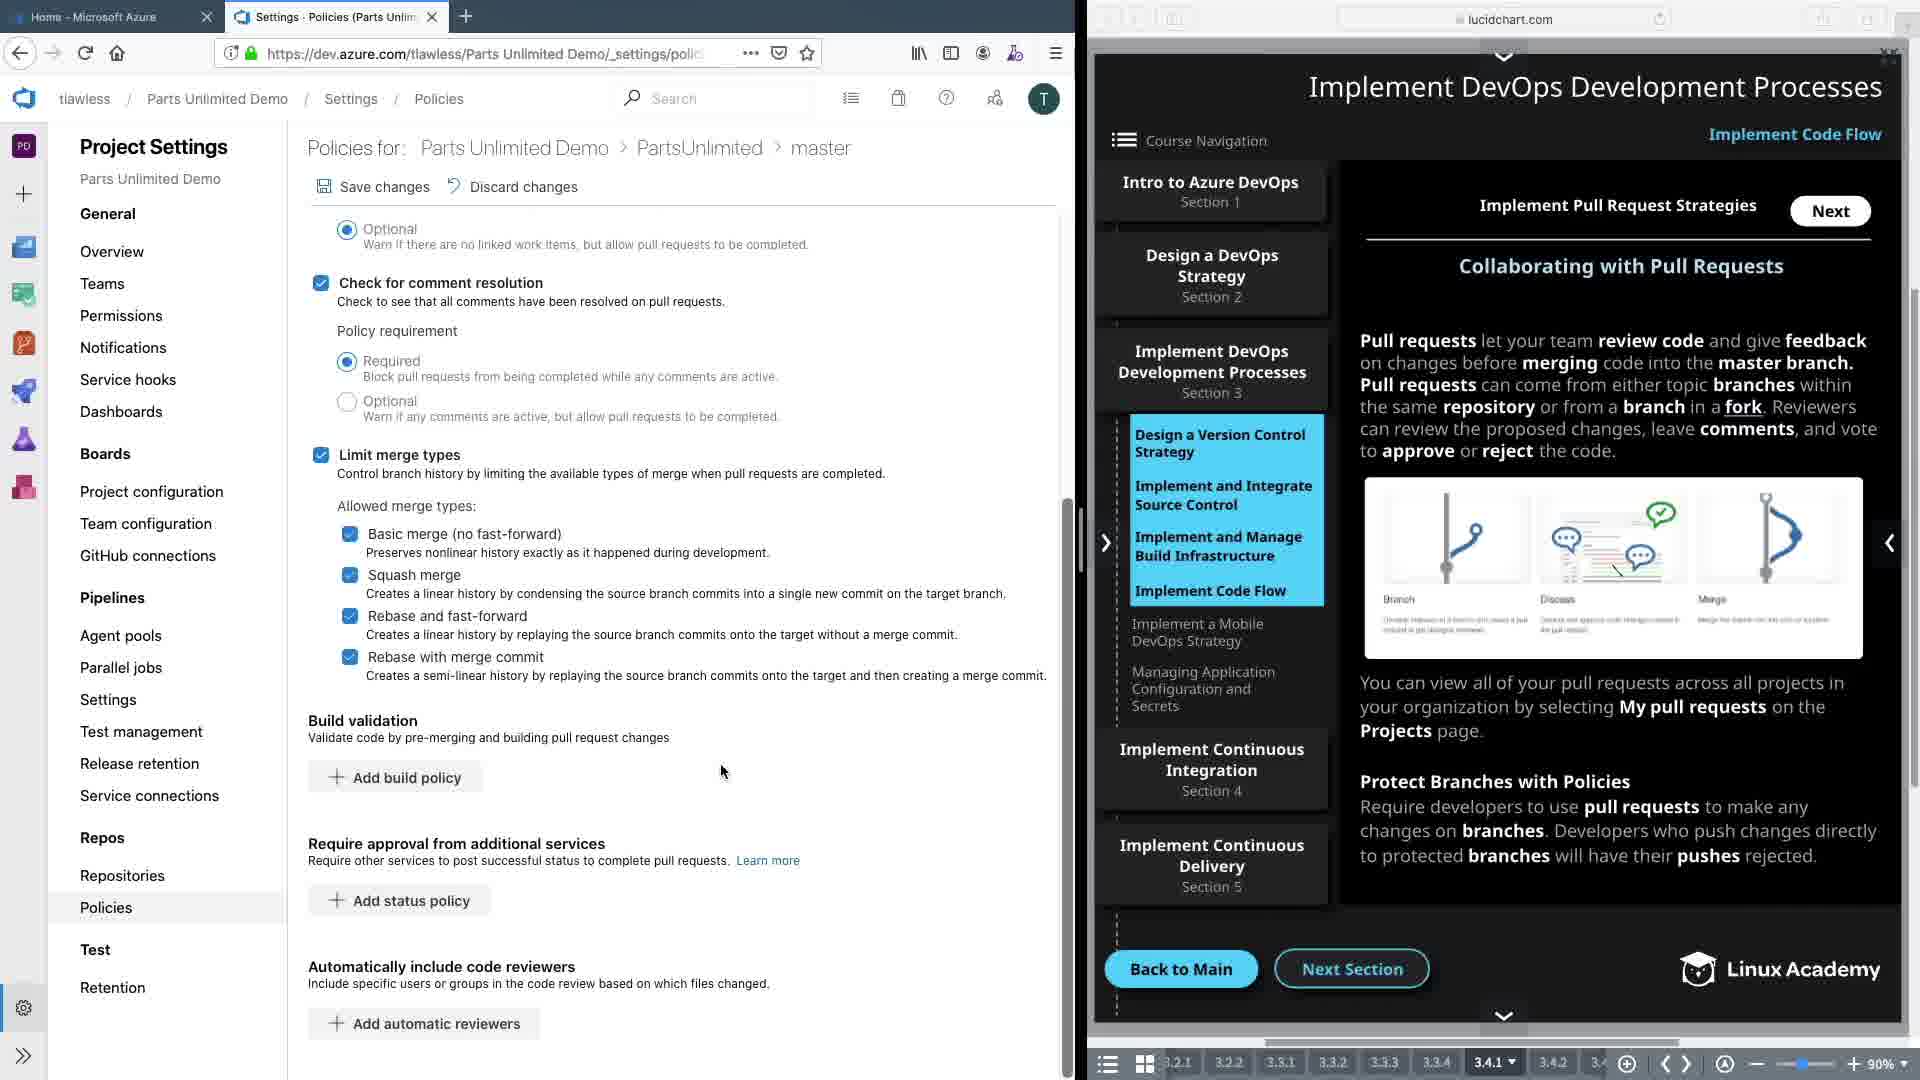 Home - Microsoft Azure
Settings · Policies (Parts Unlim
https://dev.azure.com/tlawless/Parts Unlimited Demo/_settings/polic
tlawless / Parts Unlimited Demo / Settings / Policies
Search
T
PD
Project Settings
Parts Unlimited Demo
General
Overview
Teams
Permissions
Notifications
Service hooks
Dashboards
Boards
Project configuration
Team configuration
GitHub connections
Pipelines
Agent pools
Parallel jobs
Settings
Test management
Release retention
Service connections
Repos
Repositories
Policies
Test
Retention
Policies for: Parts Unlimited Demo > PartsUnlimited > master
Save changes Discard changes
Optional
Warn if there are no linked work items, but allow pull requests to be completed.
Check for comment resolution
Check to see that all comments have been resolved on pull requests.
Policy requirement
Required
Block pull requests from being completed while any comments are active.
Optional
Warn if any comments are active, but allow pull requests to be completed.
Limit merge types
Control branch history by limiting the available types of merge when pull requests are completed.
Allowed merge types:
Basic merge (no fast-forward)
Preserves nonlinear history exactly as it happened during development.
Squash merge
Creates a linear history by condensing the source branch commits into a single new commit on the target branch.
Rebase and fast-forward
Creates a linear history by replaying the source branch commits onto the target without a merge commit.
Rebase with merge commit
Creates a semi-linear history by replaying the source branch commits onto the target and then creating a merge commit.
Build validation
Validate code by pre-merging and building pull request changes
Add build policy
Require approval from additional services
Require other services to post successful status to complete pull requests. Learn more
Add status policy
Automatically include code reviewers
Include specific users or groups in the code review based on which files changed.
Add automatic reviewers
lucidchart.com
Implement DevOps Development Processes
Course Navigation
Implement Code Flow
Intro to Azure DevOps
Section 1
Design a DevOps
Strategy
Section 2
Implement DevOps
Development Processes
Section 3
Design a Version Control
Strategy
Implement and Integrate
Source Control
Implement and Manage
Build Infrastructure
Implement Code Flow
Implement a Mobile
DevOps Strategy
Managing Application
Configuration and
Secrets
Implement Continuous
Integration
Section 4
Implement Continuous
Delivery
Section 5
Implement Pull Request Strategies
Next
Collaborating with Pull Requests
Pull requests let your team review code and give feedback
on changes before merging code into the master branch.
Pull requests can come from either topic branches within
the same repository or from a branch in a fork. Reviewers
can review the proposed changes, leave comments, and vote
to approve or reject the code.
Branch
Discuss
Merge
You can view all of your pull requests across all projects in
your organization by selecting My pull requests on the
Projects page.
Protect Branches with Policies
Require developers to use pull requests to make any
changes on branches. Developers who push changes directly
to protected branches will have their pushes rejected.
Back to Main
Next Section
Linux Academy
3.2.1 3.2.2 3.3.1 3.3.2 3.3.3 3.3.4 3.4.1 3.4.2 3.4
90%